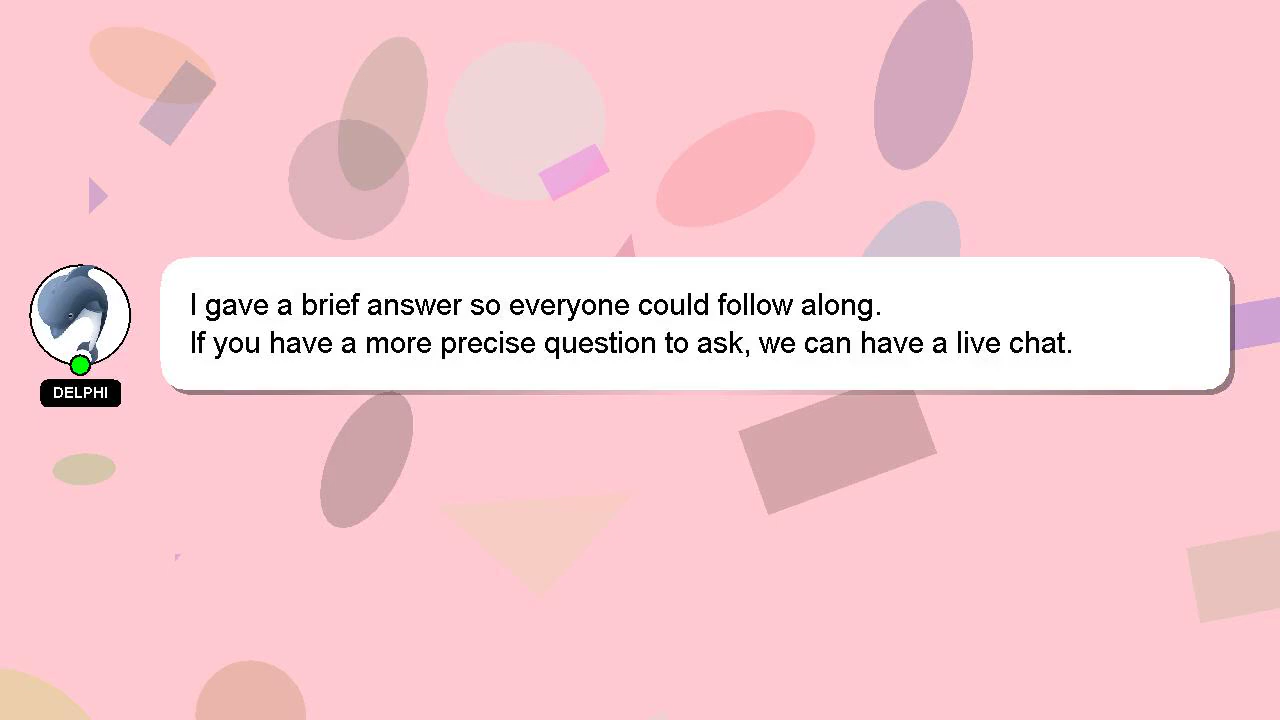 I gave a brief answer so everyone could follow along.
If you have a more precise question to ask, we can have a live chat.
DELPHI